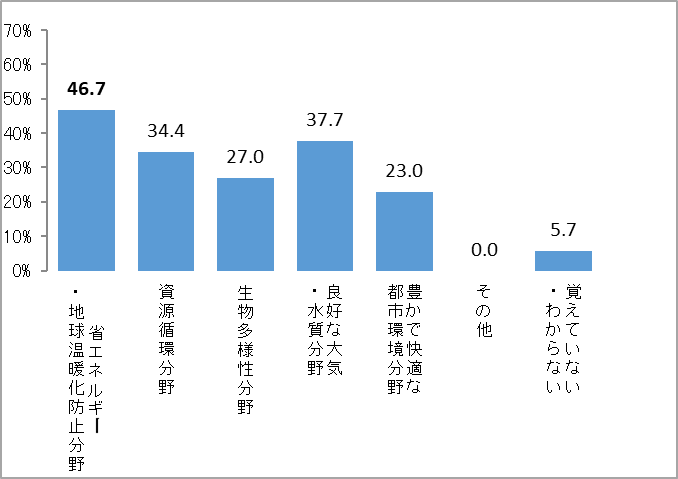 70%
60%
50%
40%
30%
20%
10%
0%
46.7
34.4
27.0
37.7
23.0
0.0
5.7
省エネルギー
・地球温暖化防止分野
資源循環分野
生物多様性分野
良好な大気
・水質分野
豊かで快適な
都市環境分野
その他
覚えていない
・わからない